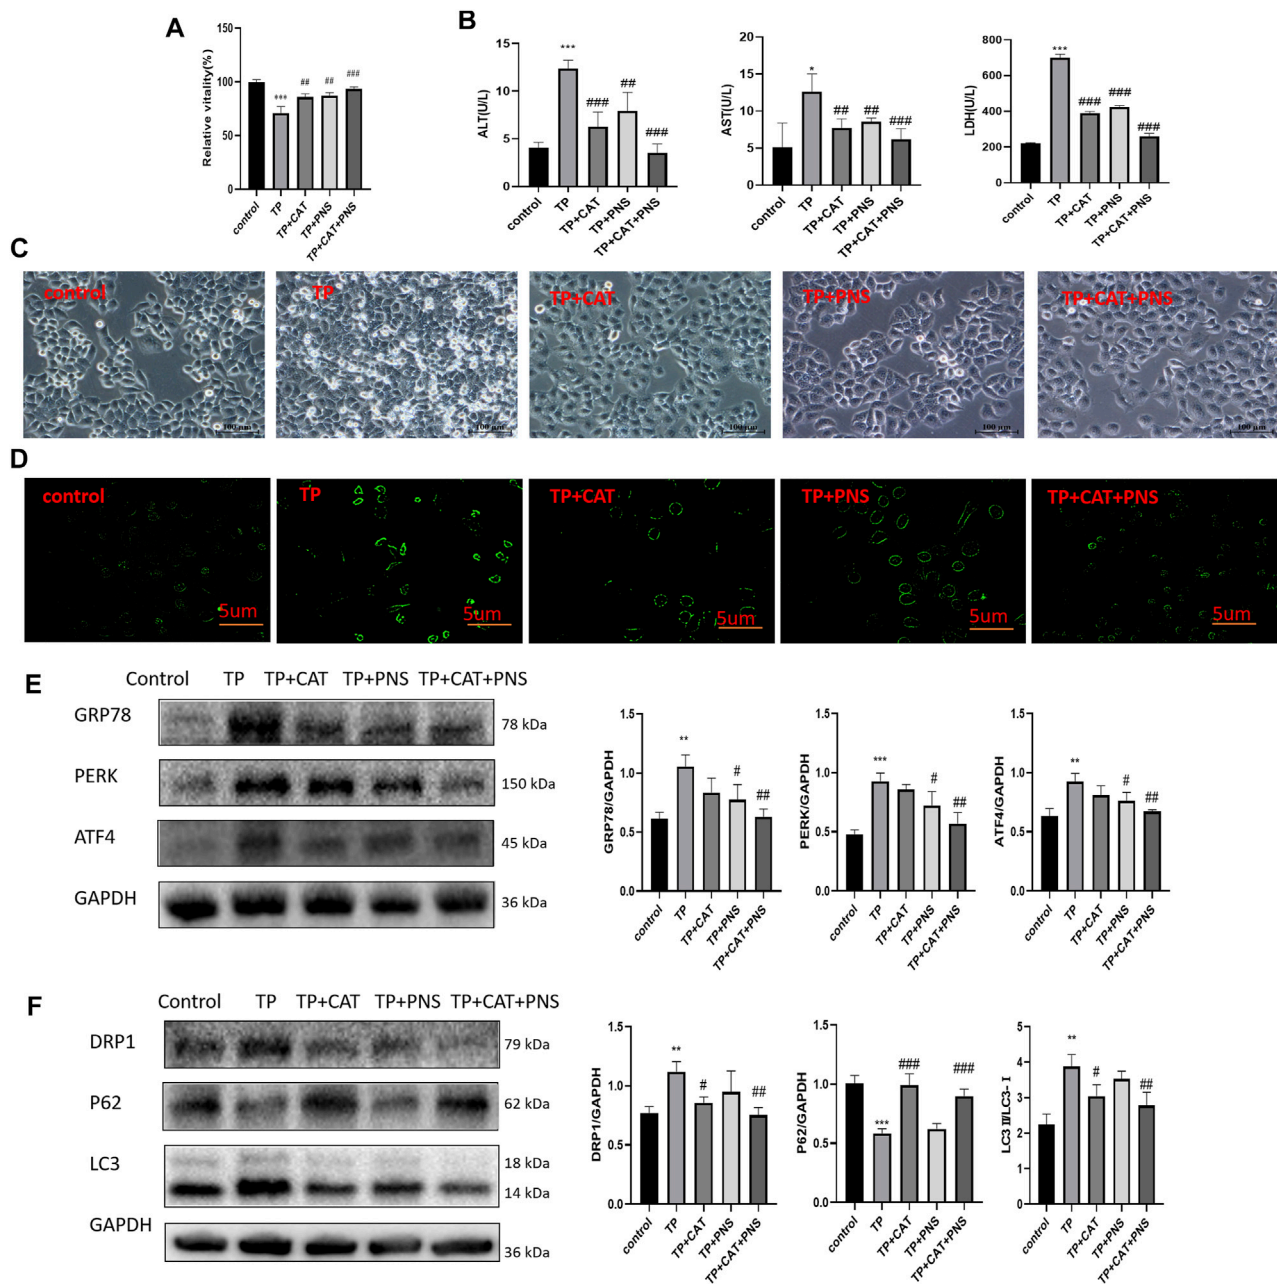 A
Relative vitality(%)
150
100
50
0
***
##
##
###
control
TP
TP+CAT
TP+PNS
TP+CAT+PNS
B
ALT(U/L)
15
10
5
0
***
###
##
###
control
TP
TP+CAT
TP+PNS
TP+CAT+PNS
AST(U/L)
20
15
10
5
0
*
##
##
###
control
TP
TP+CAT
TP+PNS
TP+CAT+PNS
LDH(U/L)
800
600
400
200
0
***
###
###
###
control
TP
TP+CAT
TP+PNS
TP+CAT+PNS
C
control
100 μm
TP
100 μm
TP+CAT
100 μm
TP+PNS
100 μm
TP+CAT+PNS
100 μm
D
control
5um
TP
5um
TP+CAT
5um
TP+PNS
5um
TP+CAT+PNS
5um
E
Control TP TP+CAT TP+PNS TP+CAT+PNS
GRP78 78 kDa
PERK 150 kDa
ATF4 45 kDa
GAPDH 36 kDa
GRP78/GAPDH
1.5
1.0
0.5
0.0
**
#
##
control
TP
TP+CAT
TP+PNS
TP+CAT+PNS
PERK/GAPDH
1.5
1.0
0.5
0.0
***
#
##
control
TP
TP+CAT
TP+PNS
TP+CAT+PNS
ATF4/GAPDH
1.5
1.0
0.5
0.0
**
#
##
control
TP
TP+CAT
TP+PNS
TP+CAT+PNS
F
Control TP TP+CAT TP+PNS TP+CAT+PNS
DRP1 79 kDa
P62 62 kDa
LC3 18 kDa
14 kDa
GAPDH 36 kDa
DRP1/GAPDH
1.5
1.0
0.5
0.0
**
#
##
control
TP
TP+CAT
TP+PNS
TP+CAT+PNS
P62/GAPDH
1.5
1.0
0.5
0.0
***
###
###
control
TP
TP+CAT
TP+PNS
TP+CAT+PNS
LC3 Ⅱ/LC3-Ⅰ
5
4
3
2
1
0
**
#
##
control
TP
TP+CAT
TP+PNS
TP+CAT+PNS